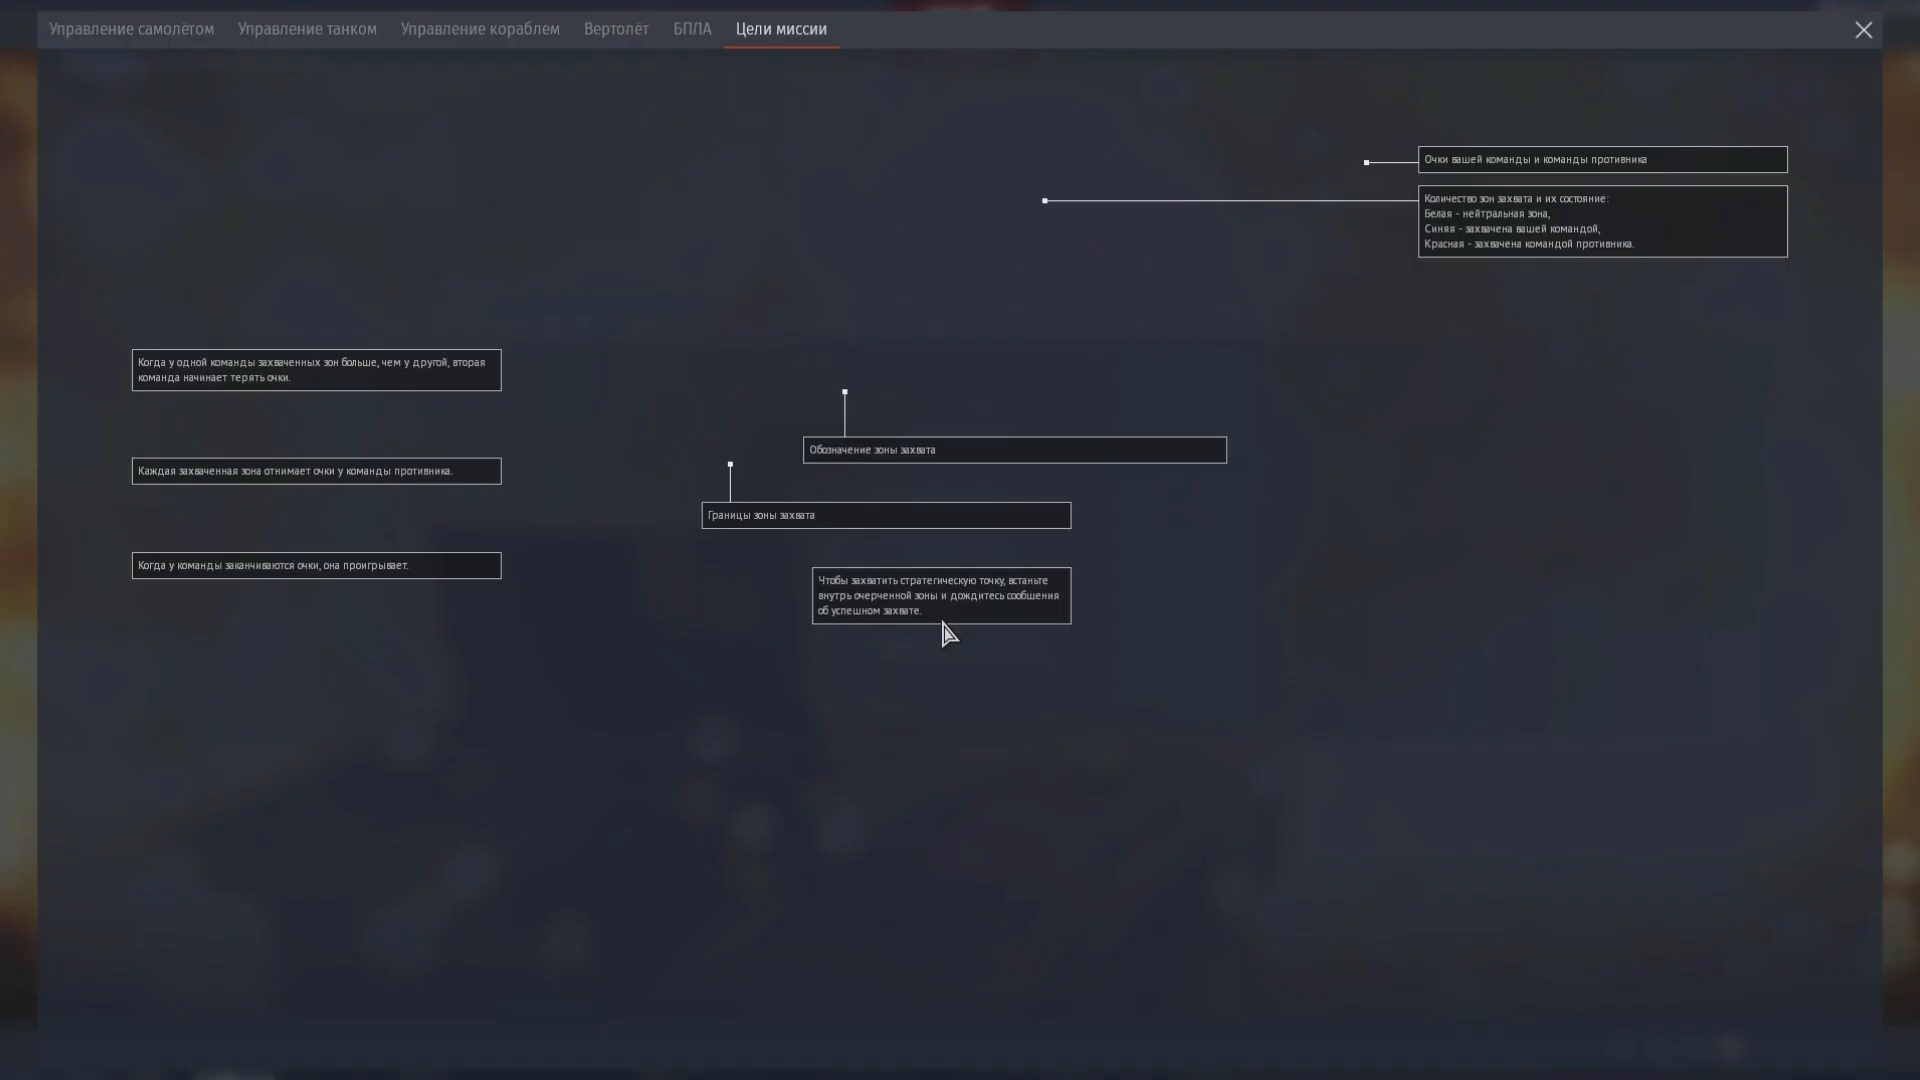 Управление самолётом Управление танком Управление кораблем Вертолёт БПЛА Цели миссии
Очки вашей команды и команды противника
Количество зон захвата и их состояние:
Белая - нейтральная зона,
Синяя - захвачена вашей командой,
Красная - захвачена командой противника.
Когда у одной команды захваченных зон больше, чем у другой, вторая
команда начинает терять очки.
Обозначение зоны захвата
Каждая захваченная зона отнимает очки у команды противника.
Границы зоны захвата
Когда у команды заканчиваются очки, она проигрывает.
Чтобы захватить стратегическую точку, встаньте
внутрь очерченной зоны и дождитесь сообщения
об успешном захвате.